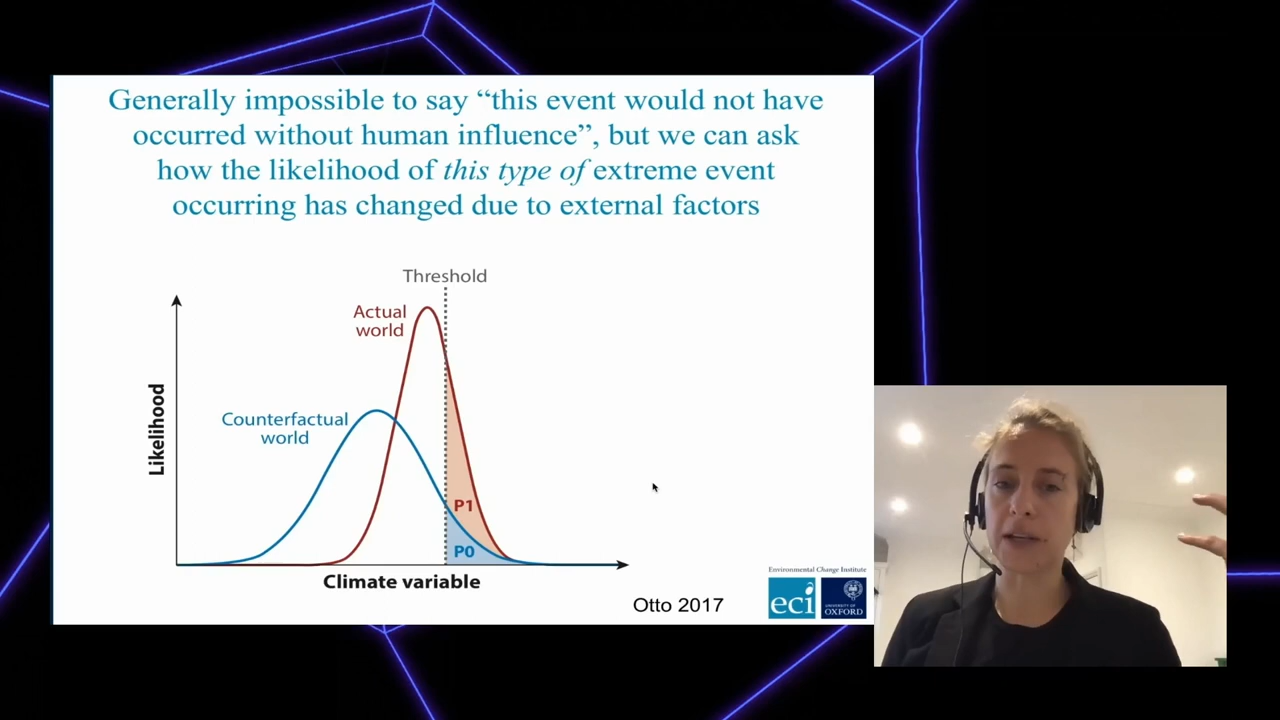 Generally impossible to say “this event would not have
occurred without human influence”, but we can ask
how the likelihood of this type of extreme event
occurring has changed due to external factors
Threshold
Actual
world
Counterfactual
world
Likelihood
P1
P0
Climate variable
Otto 2017
Environmental Change Institute
eci
UNIVERSITY OF
OXFORD